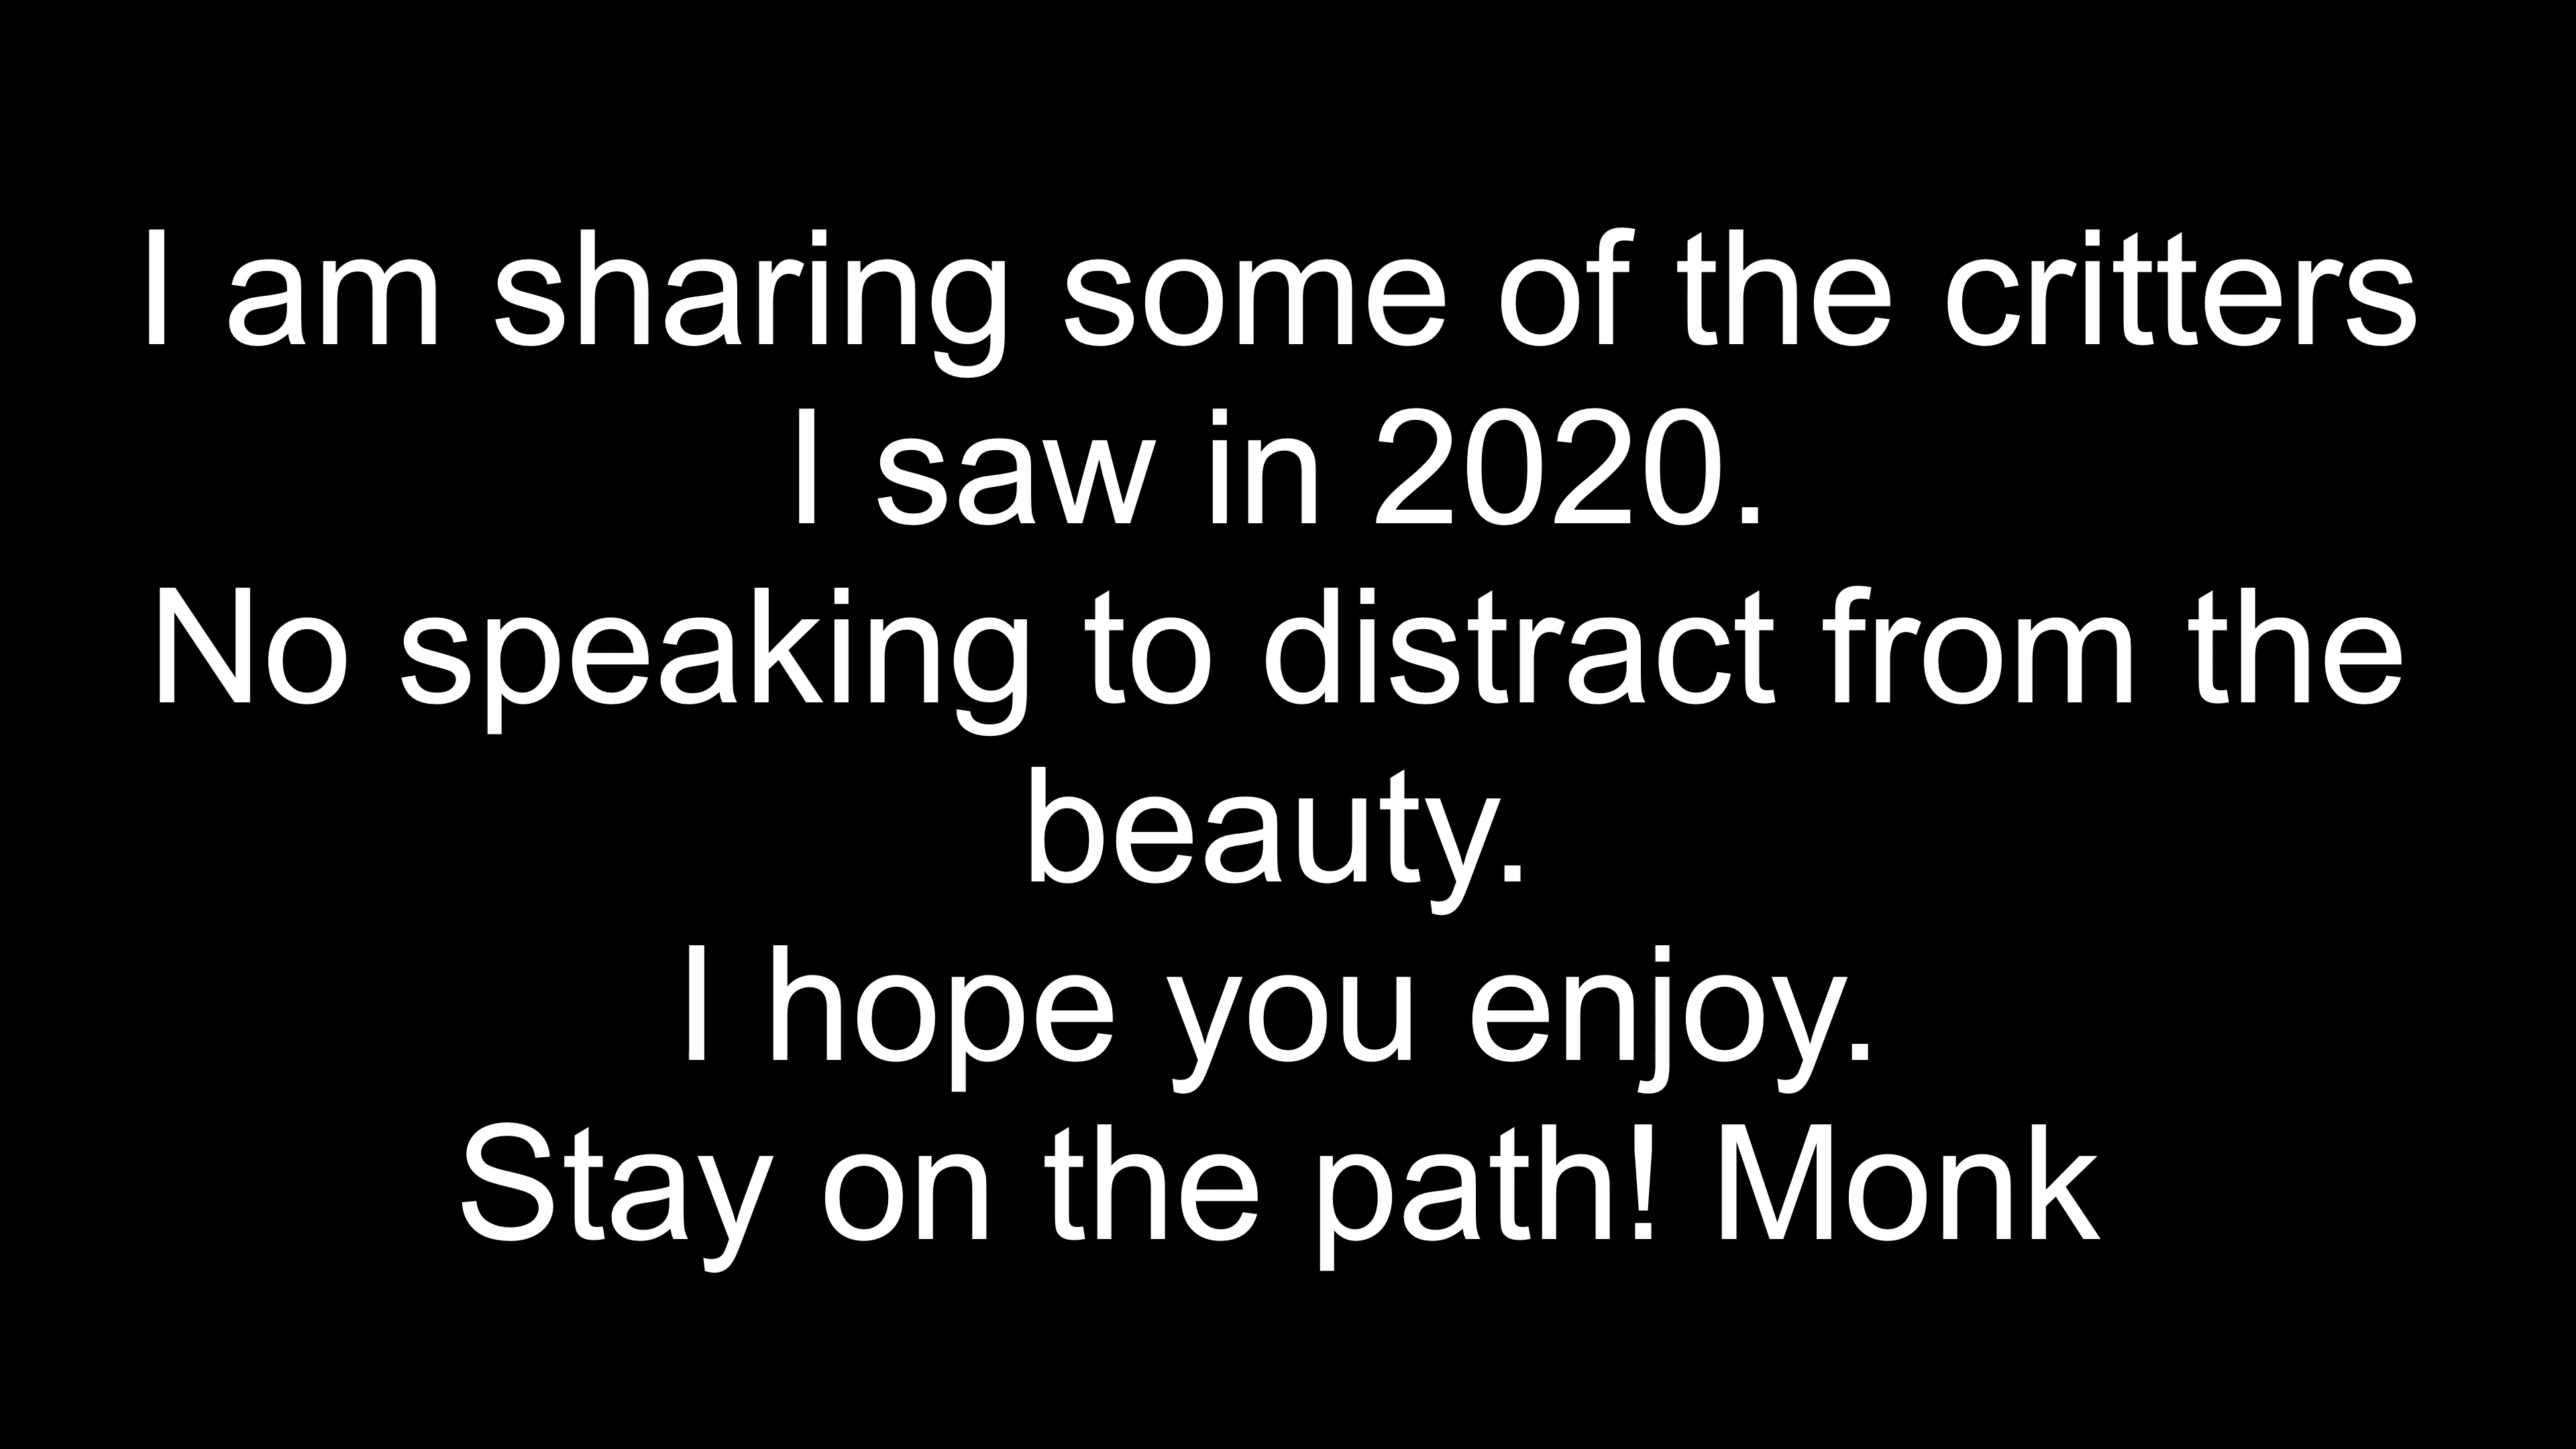 I am sharing some of the critters
I saw in 2020.
No speaking to distract from the
beauty.
I hope you enjoy.
Stay on the path! Monk